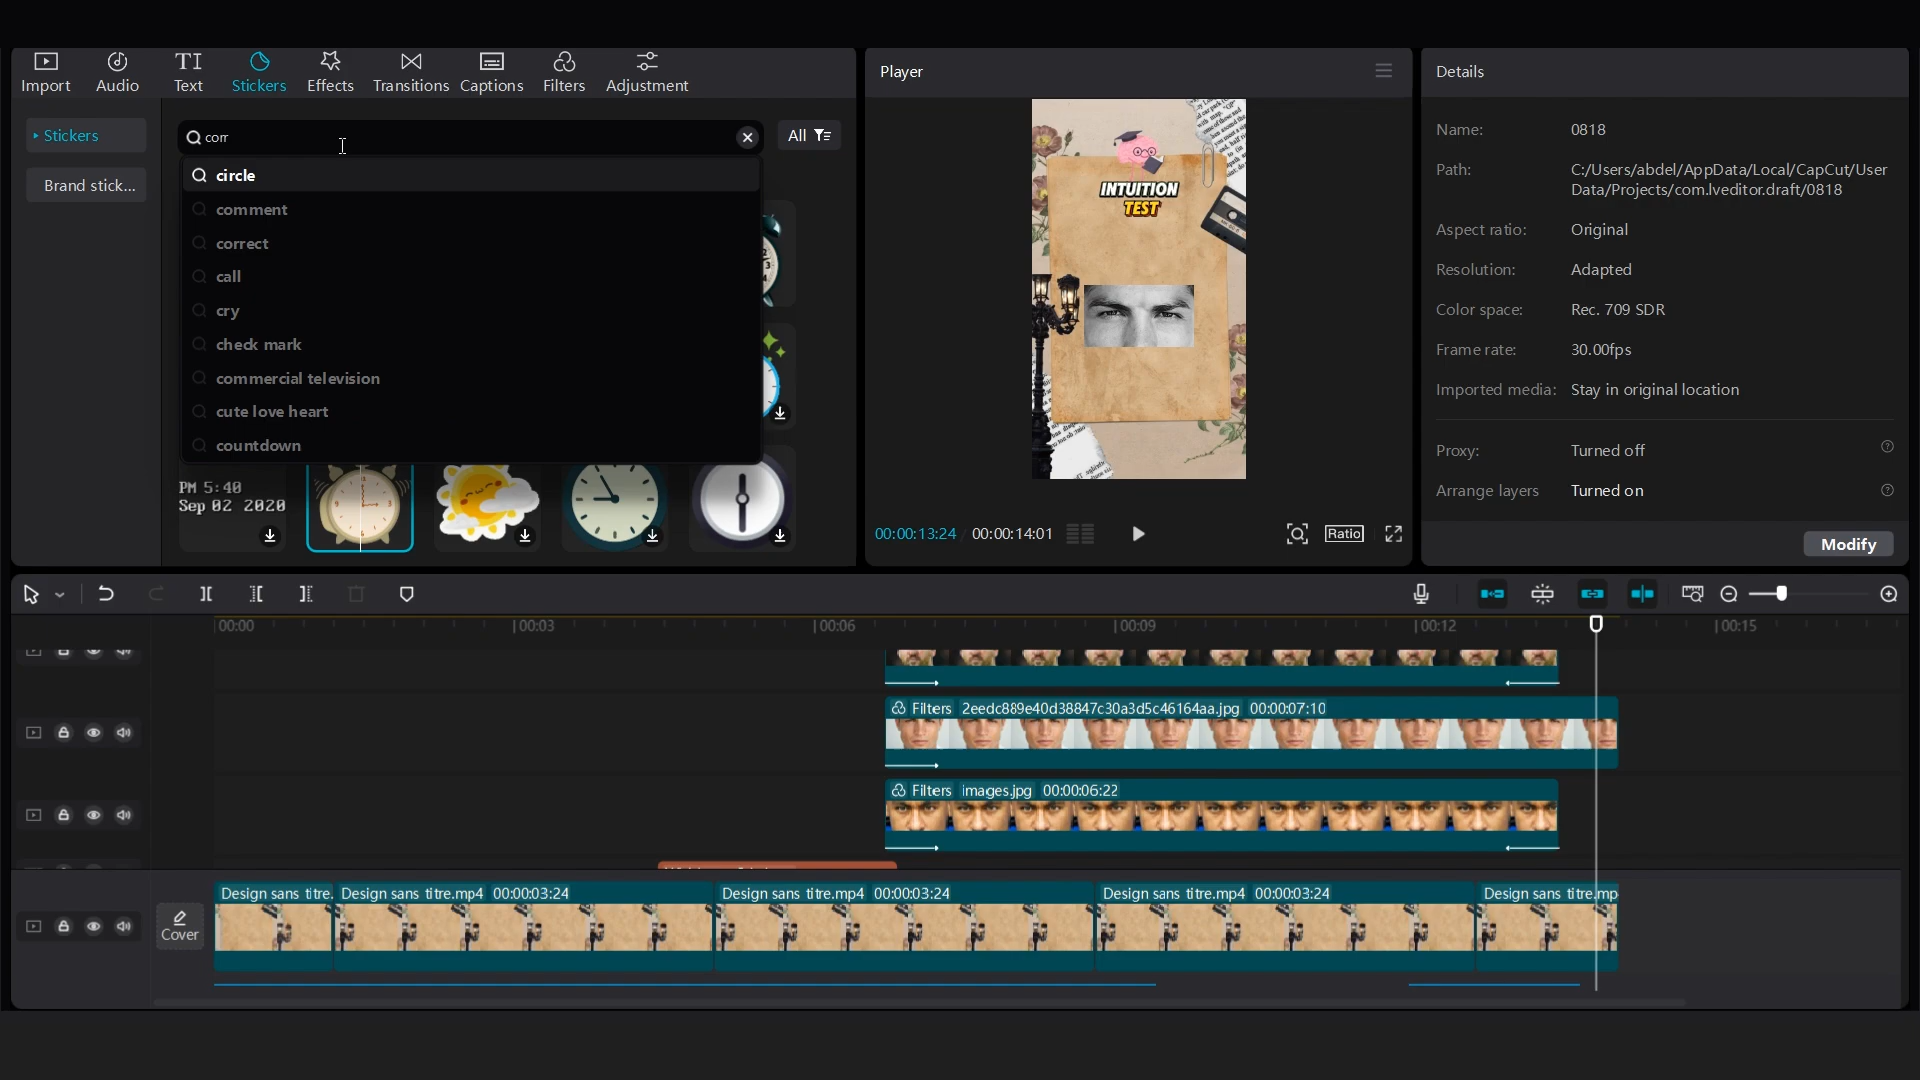 Import
Audio
TI
Text
Stickers
Effects
Transitions
Captions
Filters
Adjustment
Stickers
Brand stick...
corr
All
circle
comment
correct
call
cry
check mark
commercial television
cute love heart
countdown
PM 5:40
Sep 02 2020
Player
INTUITION
TEST
00:00:13:24
00:00:14:01
Ratio
Details
Name: 0818
Path: C:/Users/abdel/AppData/Local/CapCut/User
Data/Projects/com.lveditor.draft/0818
Aspect ratio: Original
Resolution: Adapted
Color space: Rec. 709 SDR
Frame rate: 30.00fps
Imported media: Stay in original location
Proxy: Turned off
Arrange layers Turned on
Modify
00:00
00:03
00:06
00:09
00:12
00:15
Filters 2eedc889e40d38847c30a3d5c46164aa.jpg 00:00:07:10
Filters images.jpg 00:00:06:22
Cover
Design sans titre.
Design sans titre.mp4 00:00:03:24
Design sans titre.mp4 00:00:03:24
Design sans titre.mp4 00:00:03:24
Design sans titre.mp